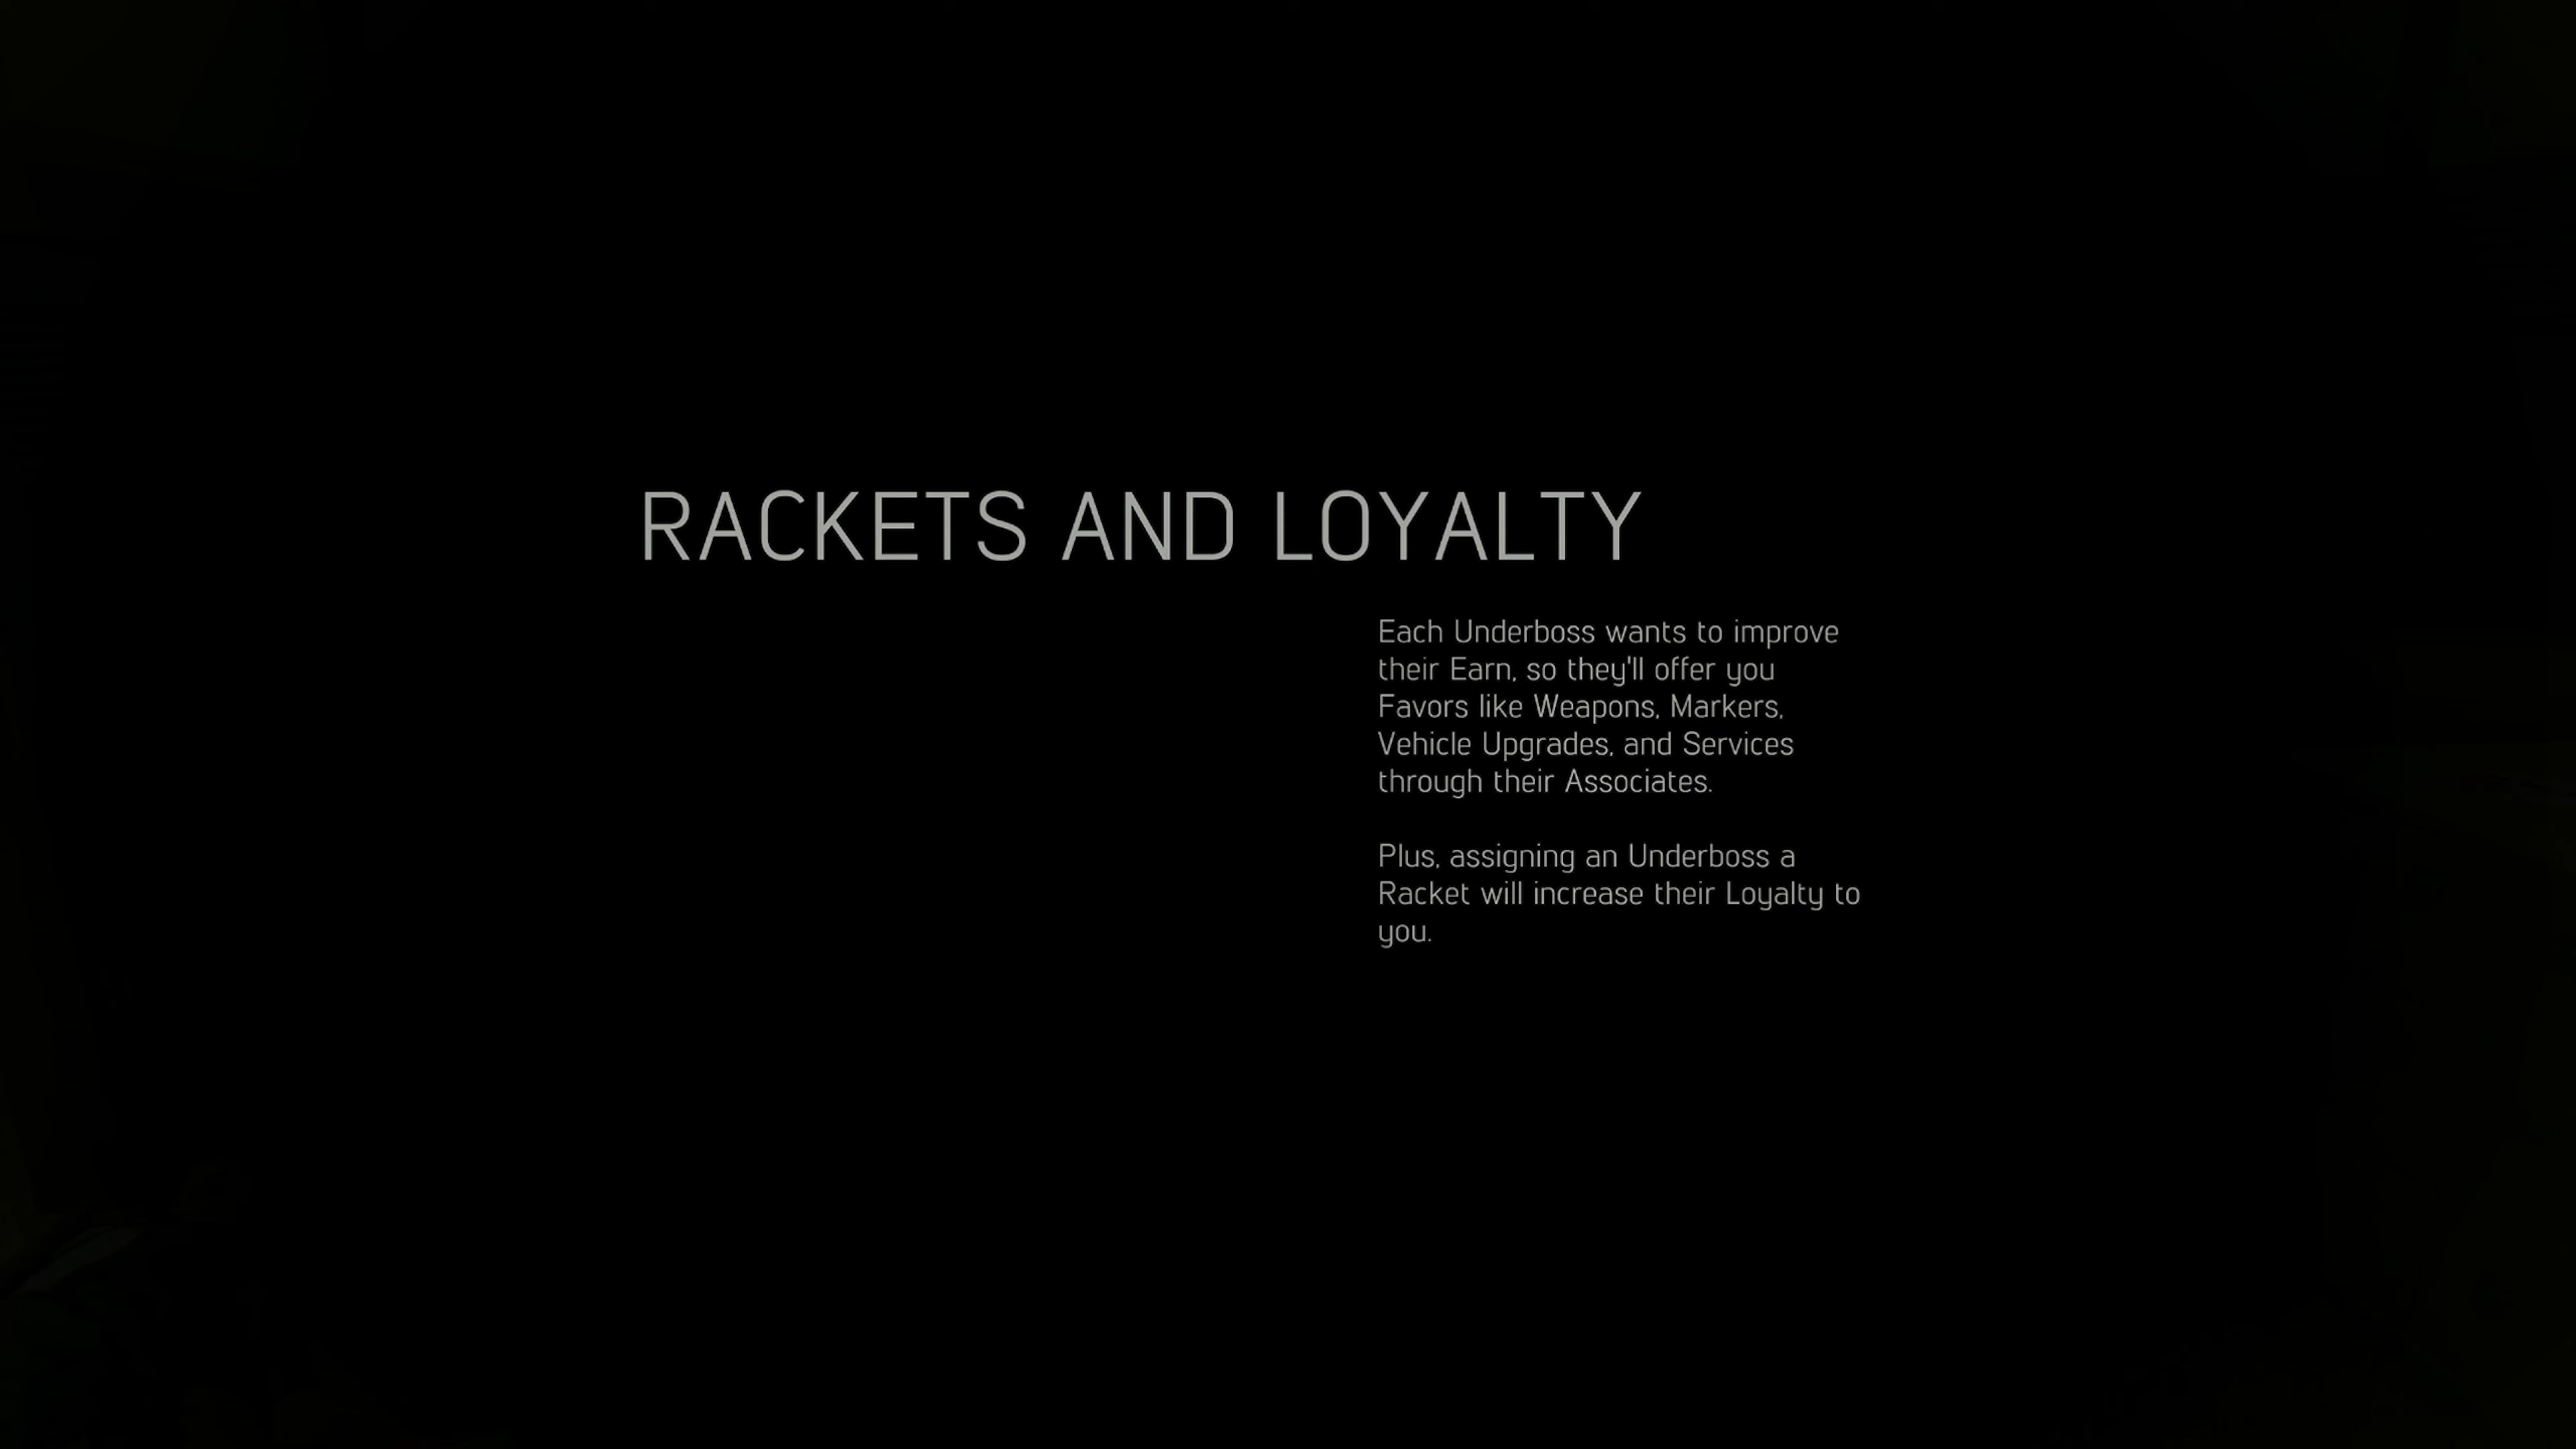 RACKETS AND LOYALTY
Each Underboss wants to improve
their Earn, so they'll offer you
Favors like Weapons, Markers,
Vehicle Upgrades, and Services
through their Associates.
Plus, assigning an Underboss a
Racket will increase their Loyalty to
you.